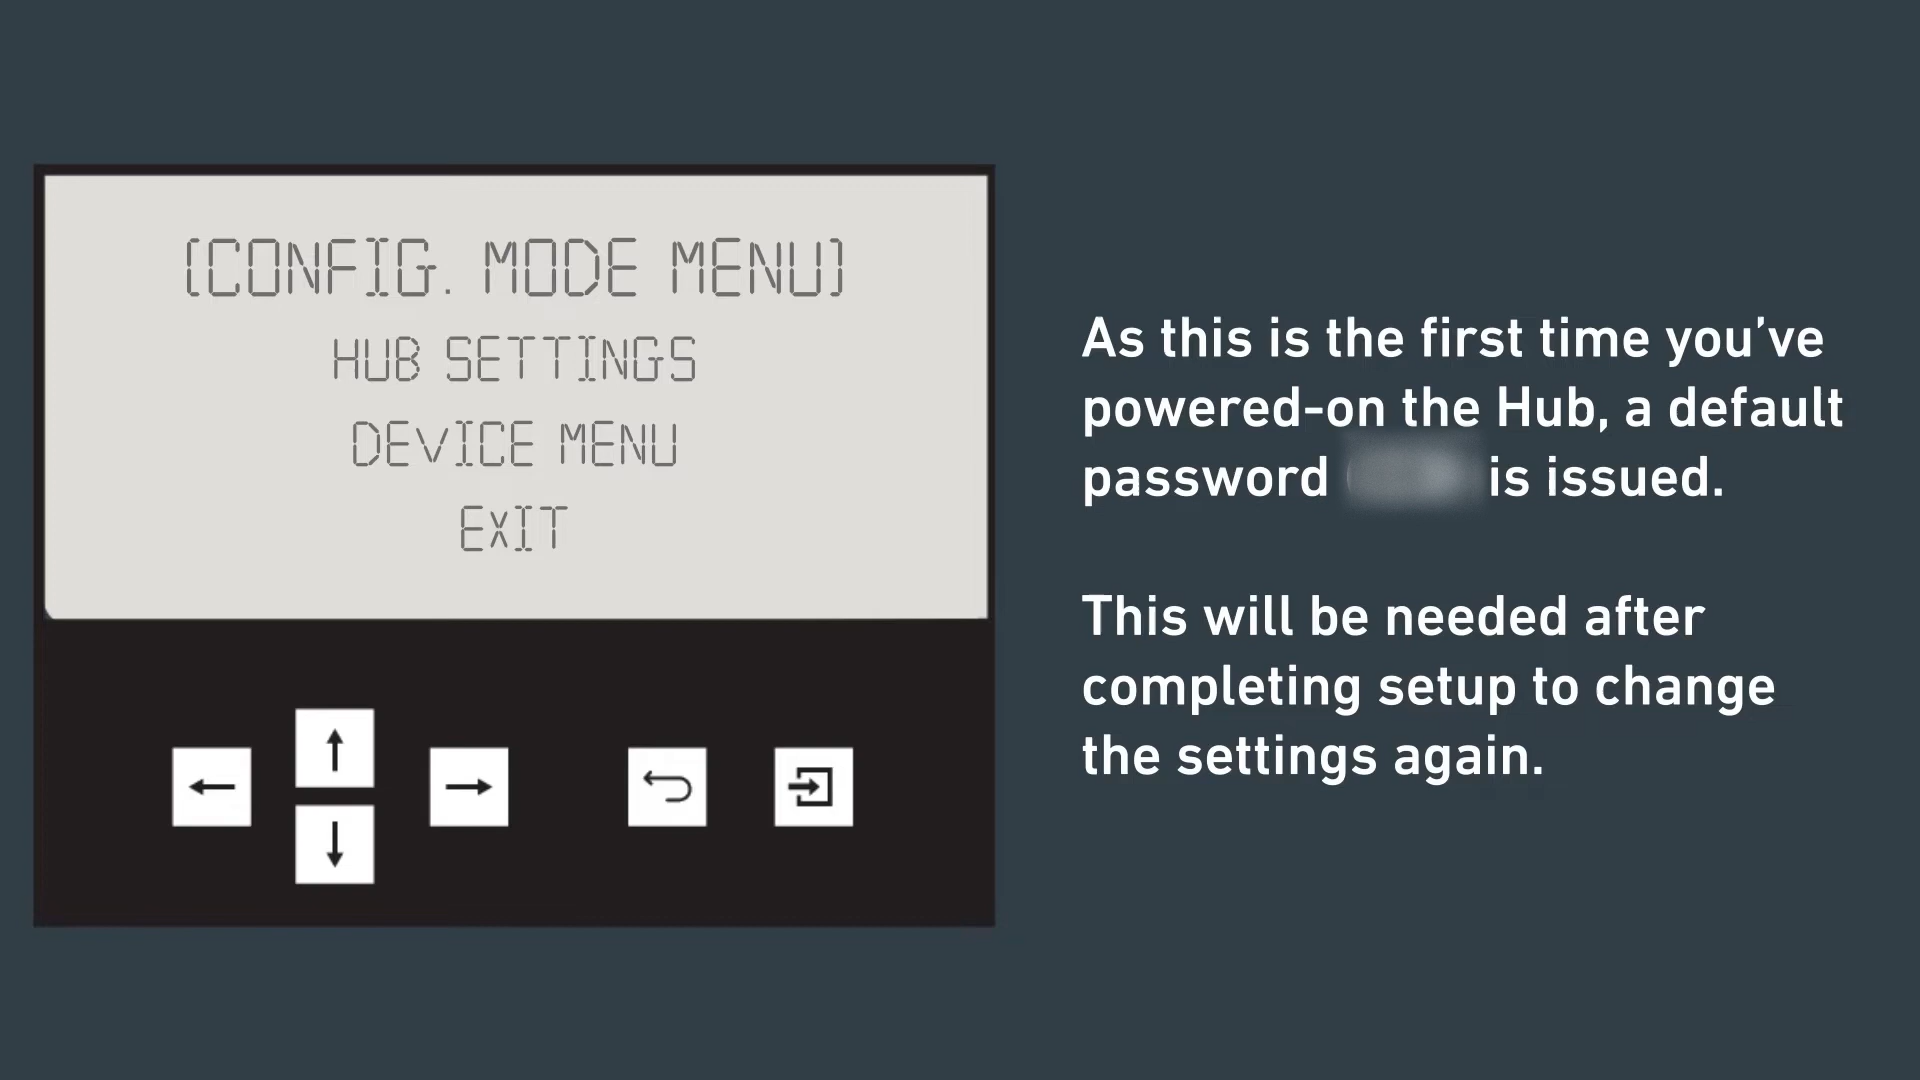 [CONFIG. MODE MENU]
HUB SETTINGS
DEVICE MENU
EXIT
As this is the first time you’ve
powered-on the Hub, a default
password is issued.
This will be needed after
completing setup to change
the settings again.